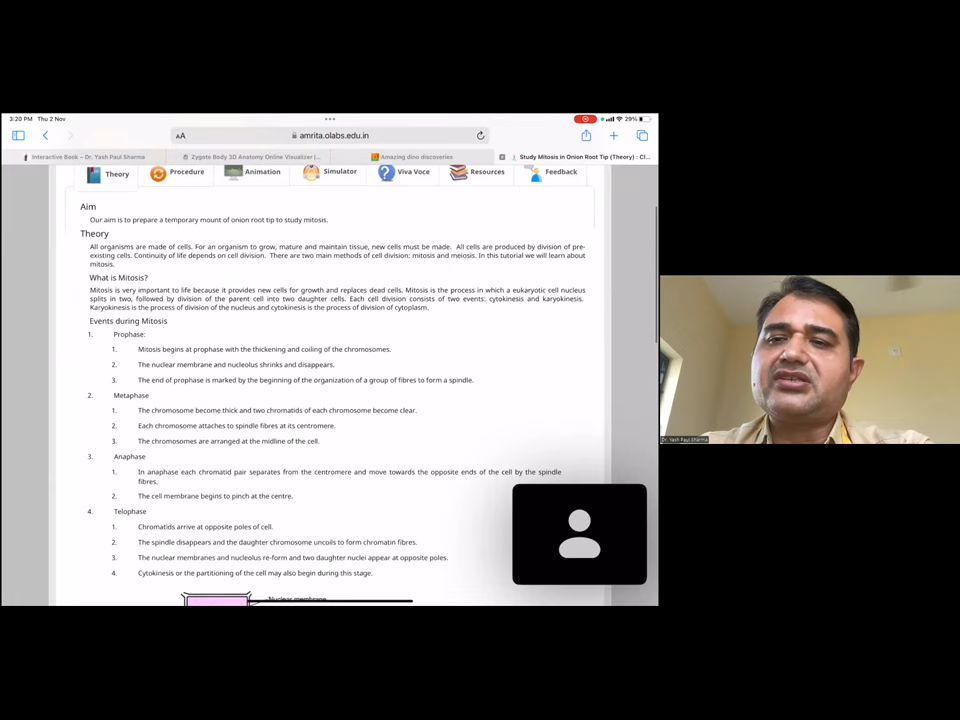 3:20 PM Thu 2 Nov
29%
AA
amrita.olabs.edu.in
Interactive Book – Dr. Yash Paul Sharma
Zygote Body 3D Anatomy Online Visualizer |...
Amazing dino discoveries
Study Mitosis in Onion Root Tip (Theory) : Cl...
Theory
Procedure
Animation
Simulator
Viva Voce
Resources
Feedback
Aim
Our aim is to prepare a temporary mount of onion root tip to study mitosis.
Theory
All organisms are made of cells. For an organism to grow, mature and maintain tissue, new cells must be made. All cells are produced by division of pre-
existing cells. Continuity of life depends on cell division. There are two main methods of cell division: mitosis and meiosis. In this tutorial we will learn about
mitosis.
What is Mitosis?
Mitosis is very important to life because it provides new cells for growth and replaces dead cells. Mitosis is the process in which a eukaryotic cell nucleus
splits in two, followed by division of the parent cell into two daughter cells. Each cell division consists of two events: cytokinesis and karyokinesis.
Karyokinesis is the process of division of the nucleus and cytokinesis is the process of division of cytoplasm.
Events during Mitosis
1. Prophase:
1. Mitosis begins at prophase with the thickening and coiling of the chromosomes.
2. The nuclear membrane and nucleolus shrinks and disappears.
3. The end of prophase is marked by the beginning of the organization of a group of fibres to form a spindle.
2. Metaphase
1. The chromosome become thick and two chromatids of each chromosome become clear.
2. Each chromosome attaches to spindle fibres at its centromere.
3. The chromosomes are arranged at the midline of the cell.
3. Anaphase
1. In anaphase each chromatid pair separates from the centromere and move towards the opposite ends of the cell by the spindle
fibres.
2. The cell membrane begins to pinch at the centre.
4. Telophase
1. Chromatids arrive at opposite poles of cell.
2. The spindle disappears and the daughter chromosome uncoils to form chromatin fibres.
3. The nuclear membranes and nucleolus re-form and two daughter nuclei appear at opposite poles.
4. Cytokinesis or the partitioning of the cell may also begin during this stage.
Nuclear membrane
Dr. Yash Paul Sharma